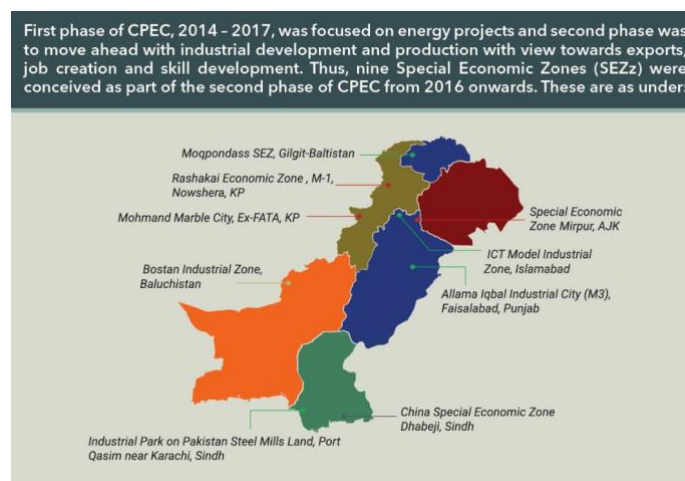 First phase of CPEC, 2014 – 2017, was focused on energy projects and second phase was
to move ahead with industrial development and production with view towards exports,
job creation and skill development. Thus, nine Special Economic Zones (SEZz) were
conceived as part of the second phase of CPEC from 2016 onwards. These are as under:
Moqpondass SEZ, Gilgit-Baltistan
Rashakai Economic Zone , M-1,
Nowshera, KP
Mohmand Marble City, Ex-FATA, KP
Special Economic
Zone Mirpur, AJK
ICT Model Industrial
Zone, Islamabad
Bostan Industrial Zone,
Baluchistan
Allama Iqbal Industrial City (M3),
Faisalabad, Punjab
China Special Economic Zone
Dhabeji, Sindh
Industrial Park on Pakistan Steel Mills Land, Port
Qasim near Karachi, Sindh